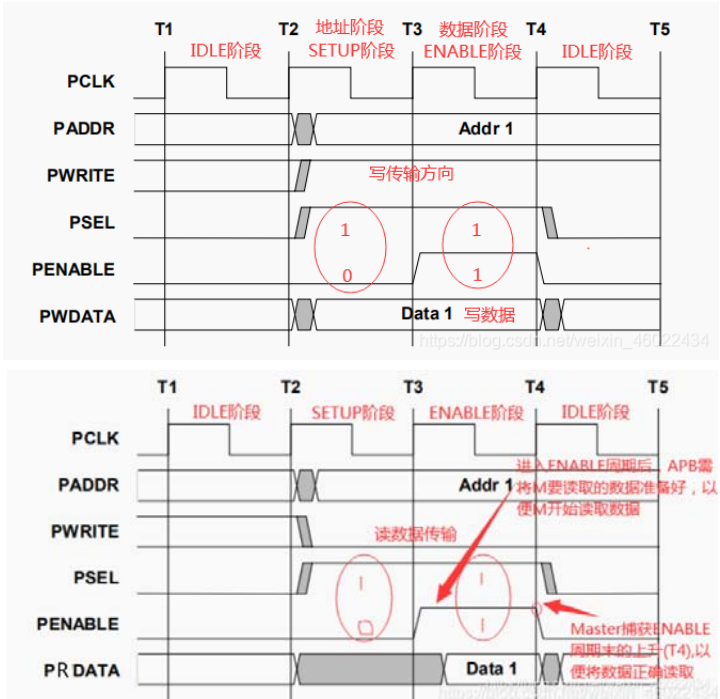 T1 T2 地址阶段 T3 数据阶段 T4 T5
IDLE阶段 SETUP阶段 ENABLE阶段 IDLE阶段
PCLK
PADDR Addr 1
PWRITE 写传输方向
PSEL 1 1
PENABLE 0 1
PWDATA Data 1 写数据
https://blog.csdn.net/weixin_46022434
T1 T2 T3 T4 T5
IDLE阶段 SETUP阶段 ENABLE阶段 IDLE阶段
PCLK
进入ENABLE周期后，APB需
PADDR Addr 1 将M要读取的数据准备好，以
便M开始读取数据
PWRITE 读数据传输
PSEL 1 1
PENABLE 0 1
Master捕获ENABLE
周期末的上升(T4),以
PRDATA Data 1 便将数据正确读取